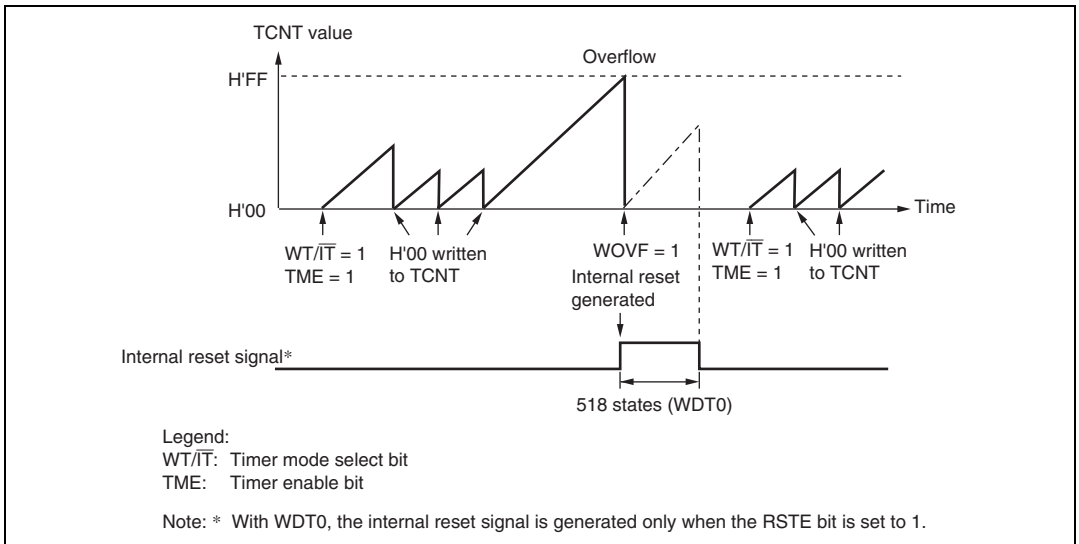 TCNT value
Overflow
H'FF
H'00
Time
WT/I̅T̅ = 1
TME = 1
H'00 written
to TCNT
WOVF = 1
Internal reset
generated
WT/I̅T̅ = 1
TME = 1
H'00 written
to TCNT
Internal reset signal*
518 states (WDT0)
Legend:
WT/I̅T̅: Timer mode select bit
TME: Timer enable bit
Note: * With WDT0, the internal reset signal is generated only when the RSTE bit is set to 1.